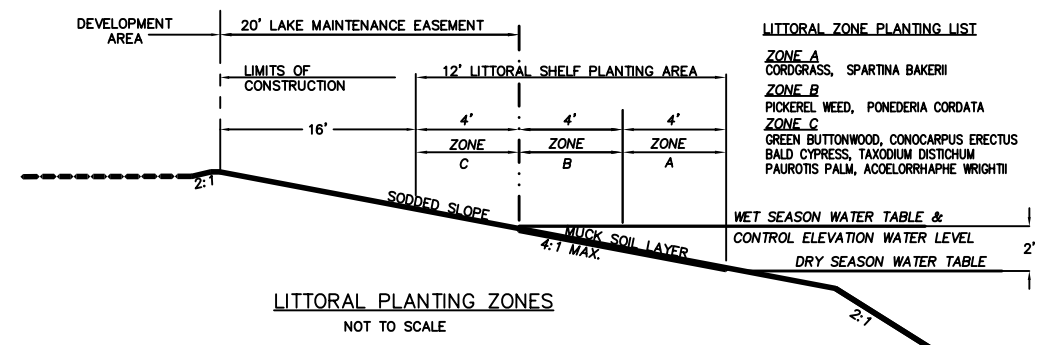 DEVELOPMENT
AREA
20' LAKE MAINTENANCE EASEMENT
LIMITS OF
CONSTRUCTION
12' LITTORAL SHELF PLANTING AREA
16'
4'
4'
4'
ZONE
C
ZONE
B
ZONE
A
LITTORAL ZONE PLANTING LIST
ZONE A
CORDGRASS, SPARTINA BAKERII
ZONE B
PICKEREL WEED, PONEDERIA CORDATA
ZONE C
GREEN BUTTONWOOD, CONOCARPUS ERECTUS
BALD CYPRESS, TAXODIUM DISTICHUM
PAUROTIS PALM, ACOELORRHAPHE WRIGHTII
2:1
SODDED SLOPE
MUCK SOIL LAYER
4:1 MAX.
WET SEASON WATER TABLE &
CONTROL ELEVATION WATER LEVEL
2'
DRY SEASON WATER TABLE
2:1
LITTORAL PLANTING ZONES
NOT TO SCALE